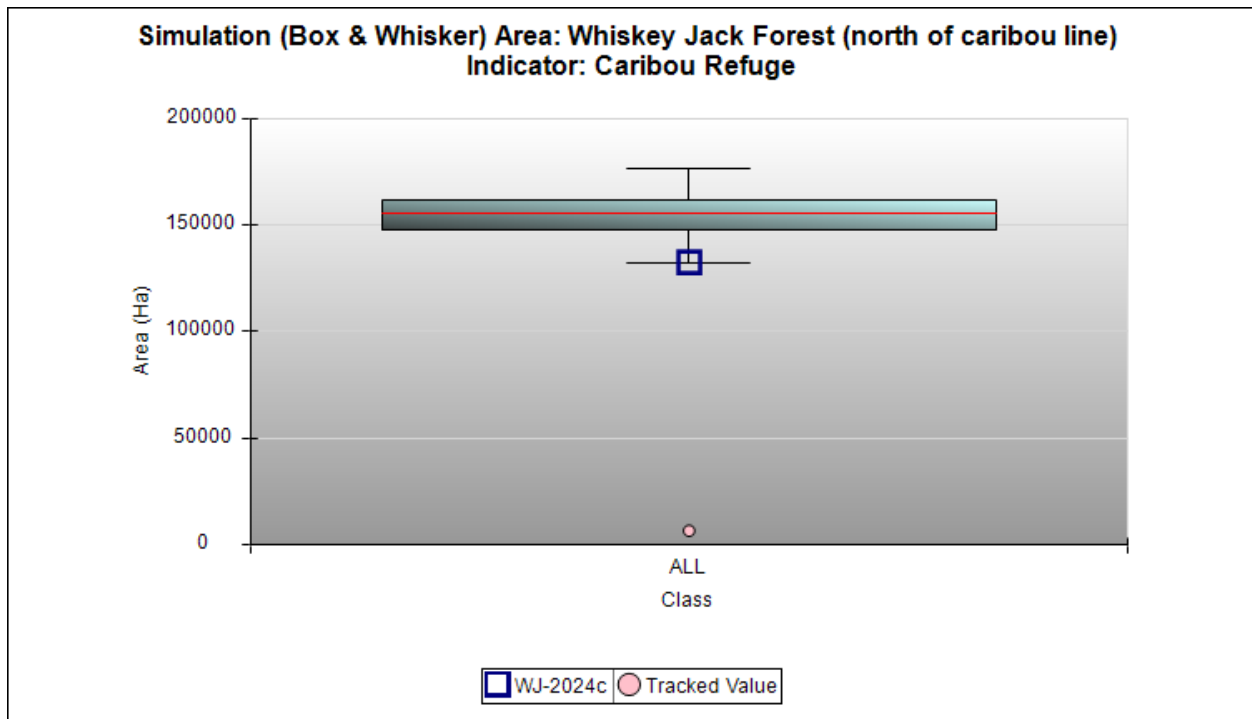 Simulation (Box & Whisker) Area: Whiskey Jack Forest (north of caribou line)
Indicator: Caribou Refuge
200000
150000
100000
50000
0
Area (Ha)
ALL
Class
WJ-2024c
Tracked Value